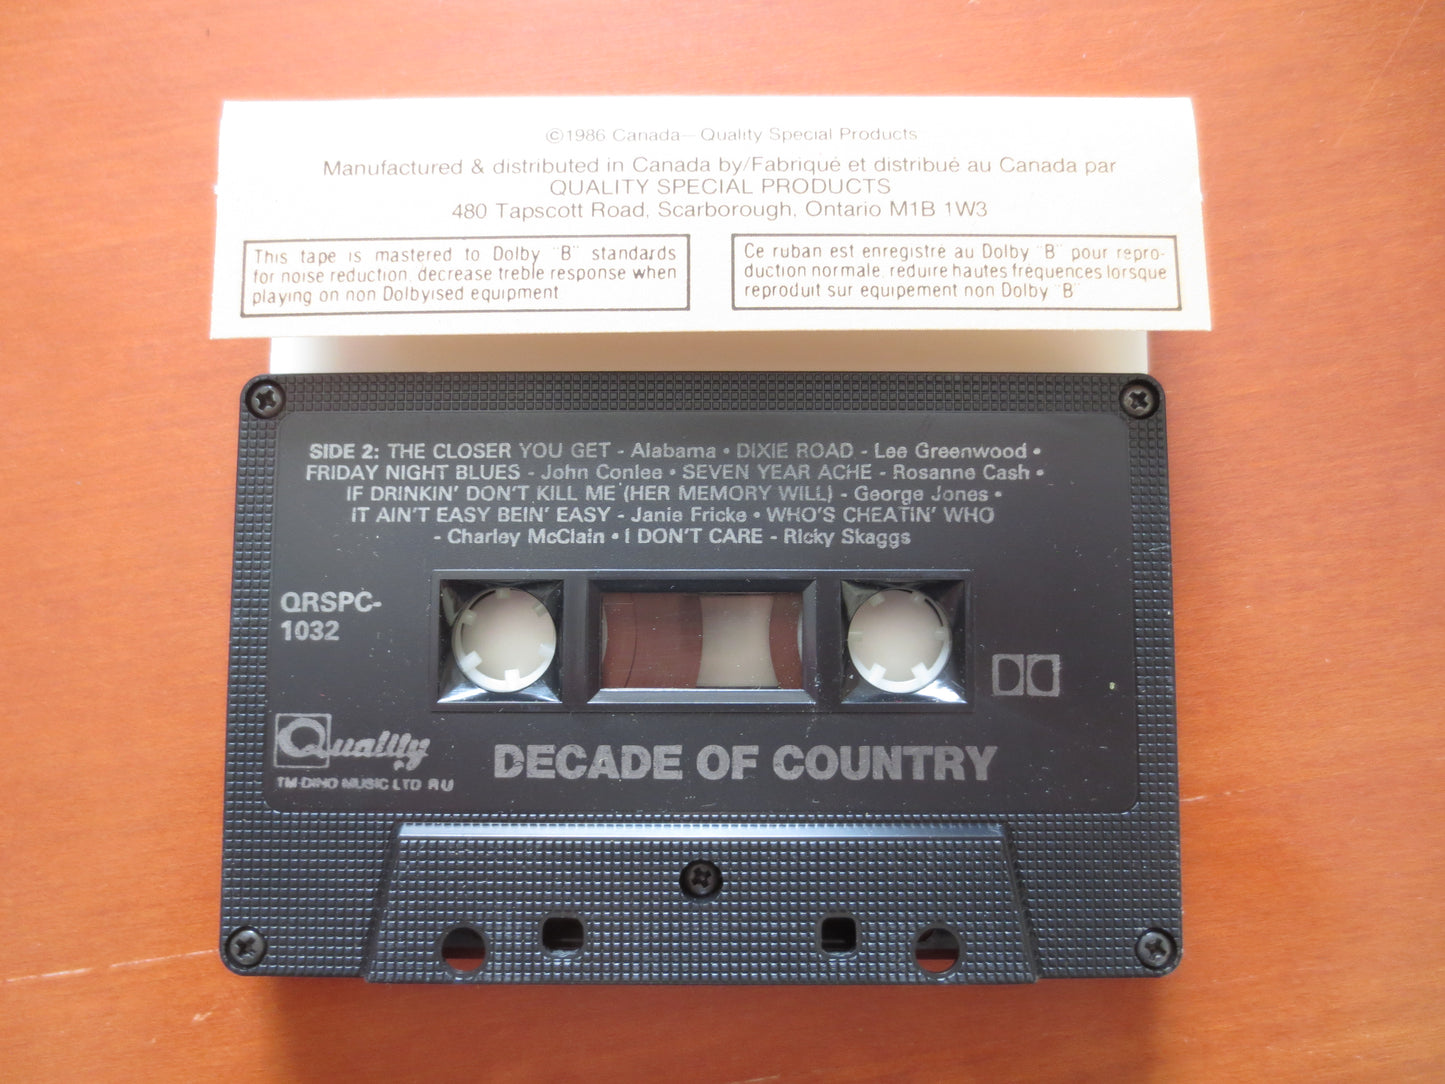 ©1986 Canada—Quality Special Products
Manufactured & distributed in Canada by/Fabriqué et distribué au Canada par
QUALITY SPECIAL PRODUCTS
480 Tapscott Road, Scarborough, Ontario M1B 1W3
This tape is mastered to Dolby "B" standards
for noise reduction, decrease treble response when
playing on non Dolbyised equipment.
Ce ruban est enregistré au Dolby "B" pour repro-
duction normale, reduire hautes fréquences lorsque
reproduit sur equipement non Dolby "B"
SIDE 2: THE CLOSER YOU GET - Alabama • DIXIE ROAD - Lee Greenwood •
FRIDAY NIGHT BLUES - John Conlee • SEVEN YEAR ACHE - Rosanne Cash •
IF DRINKIN' DON'T KILL ME (HER MEMORY WILL) - George Jones •
IT AIN'T EASY BEIN' EASY - Janie Fricke • WHO'S CHEATIN' WHO
- Charley McClain • I DON'T CARE - Ricky Skaggs
QRSPC-
1032
Quality
TM-DINO MUSIC LTD R U
DECADE OF COUNTRY